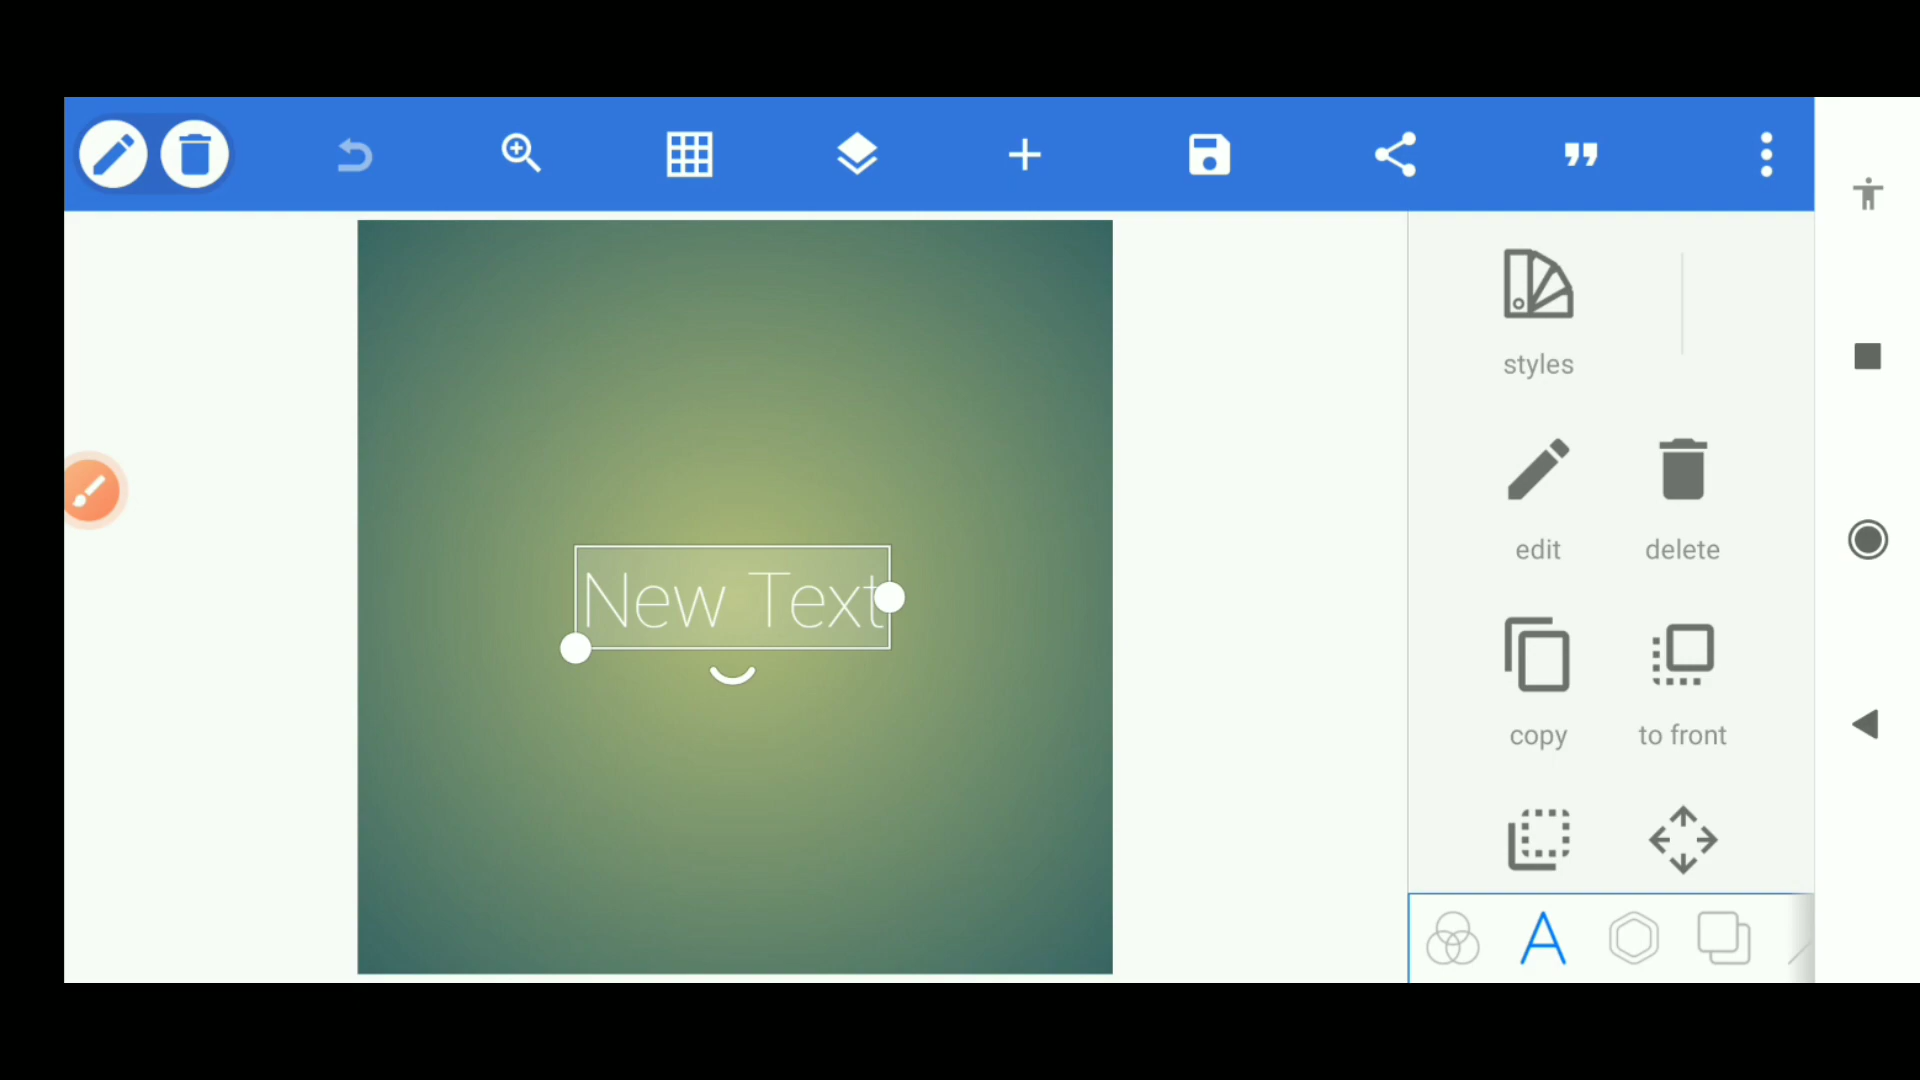 styles
New Text
edit
delete
copy
to front